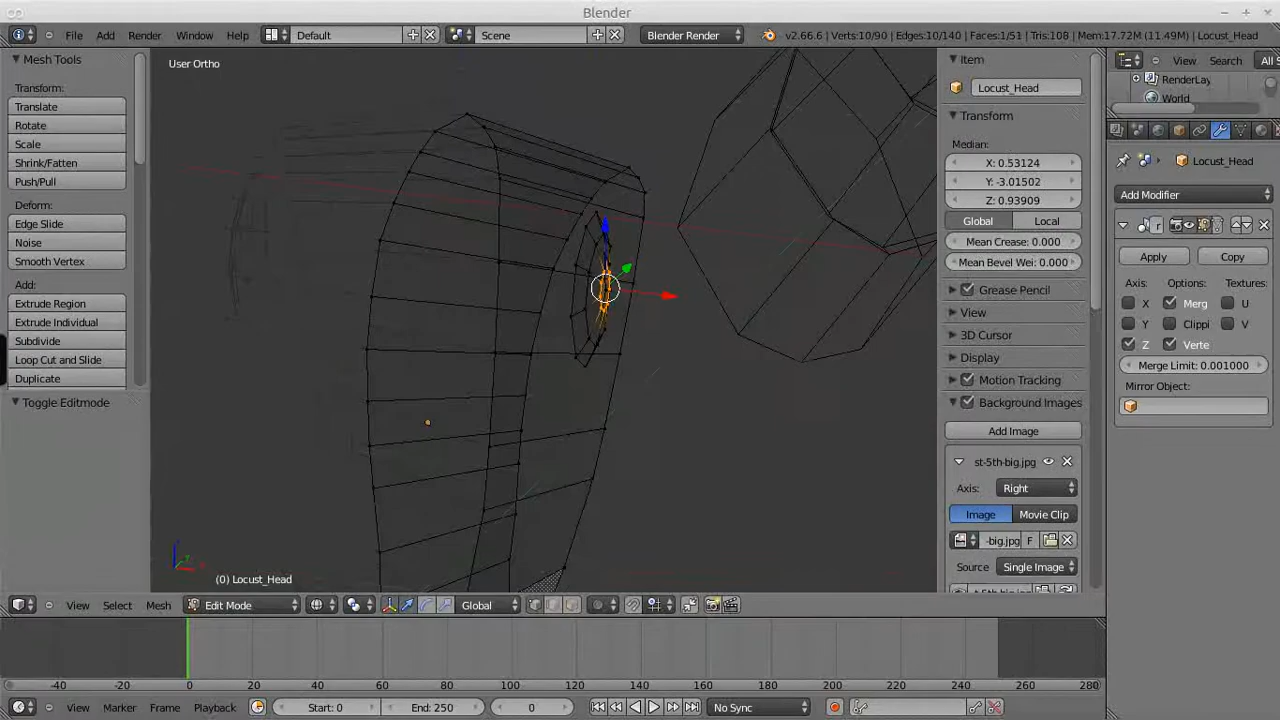 Blender
File Add Render Window Help Default Scene Blender Render v2.66.6 | Verts:10/90 | Edges:10/140 | Faces:1/51 | Tris:108 | Mem:17.72M (11.49M) | Locust_Head
Mesh Tools
Transform:
Translate
Rotate
Scale
Shrink/Fatten
Push/Pull
Deform:
Edge Slide
Noise
Smooth Vertex
Add:
Extrude Region
Extrude Individual
Subdivide
Loop Cut and Slide
Duplicate
Toggle Editmode
User Ortho
(0) Locust_Head
Item
Locust_Head
Transform
Median:
X: 0.53124
Y: -3.01502
Z: 0.93909
Global Local
Mean Crease: 0.000
Mean Bevel Wei: 0.000
Grease Pencil
View
3D Cursor
Display
Motion Tracking
Background Images
Add Image
st-5th-big.jpg
Axis: Right
Image Movie Clip
-big.jpg F
Source Single Image
View Search All S
RenderLay
World
Locust_Head
Add Modifier
Apply Copy
Axis: Options: Textures:
X Merg U
Y Clippi V
Z Verte
Merge Limit: 0.001000
Mirror Object:
View Select Mesh Edit Mode Global
-40 -20 0 20 40 60 80 100 120 140 160 180 200 220 240 260 280
View Marker Frame Playback Start: 0 End: 250 0 No Sync